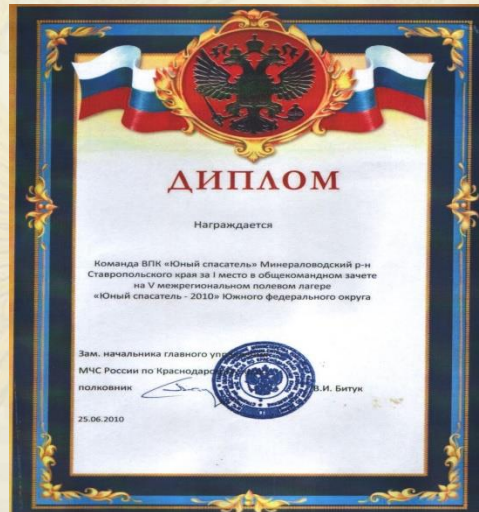 ДИПЛОМ
Награждается
Команда ВПК «Юный спасатель» Минераловодский р-н
Ставропольского края за I место в общекомандном зачете
на V межрегиональном полевом лагере
«Юный спасатель - 2010» Южного федерального округа
Зам. начальника главного
МЧС России по
полковник В.И. Битук
25.06.2010